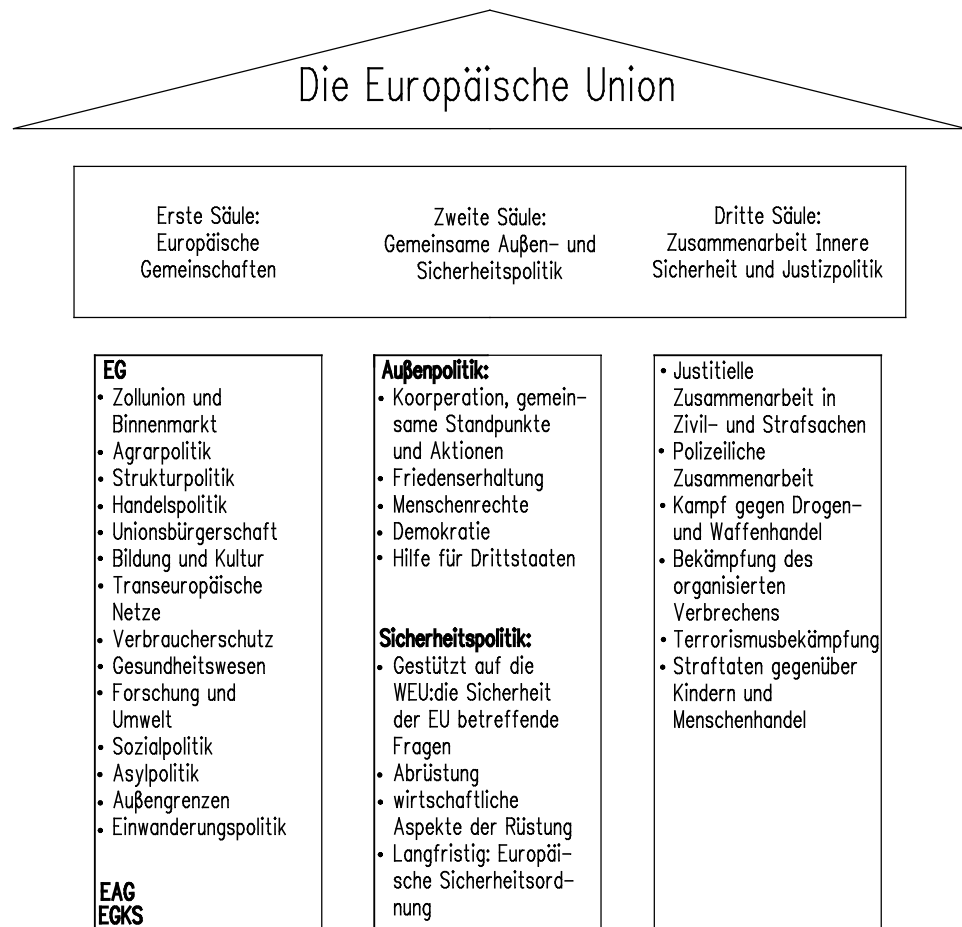 Die Europäische Union
Erste Säule:
Europäische
Gemeinschaften
Zweite Säule:
Gemeinsame Außen- und
Sicherheitspolitik
Dritte Säule:
Zusammenarbeit Innere
Sicherheit und Justizpolitik
EG
• Zollunion und
Binnenmarkt
• Agrarpolitik
• Strukturpolitik
• Handelspolitik
• Unionsbürgerschaft
• Bildung und Kultur
• Transeuropäische
Netze
• Verbraucherschutz
• Gesundheitswesen
• Forschung und
Umwelt
• Sozialpolitik
• Asylpolitik
• Außengrenzen
• Einwanderungspolitik
EAG
EGKS
Außenpolitik:
• Koorperation, gemein-
same Standpunkte
und Aktionen
• Friedenserhaltung
• Menschenrechte
• Demokratie
• Hilfe für Drittstaaten
Sicherheitspolitik:
• Gestützt auf die
WEU:die Sicherheit
der EU betreffende
Fragen
• Abrüstung
• wirtschaftliche
Aspekte der Rüstung
• Langfristig: Europäi-
sche Sicherheitsord-
nung
• Justitielle
Zusammenarbeit in
Zivil- und Strafsachen
• Polizeiliche
Zusammenarbeit
• Kampf gegen Drogen-
und Waffenhandel
• Bekämpfung des
organisierten
Verbrechens
• Terrorismusbekämpfung
• Straftaten gegenüber
Kindern und
Menschenhandel